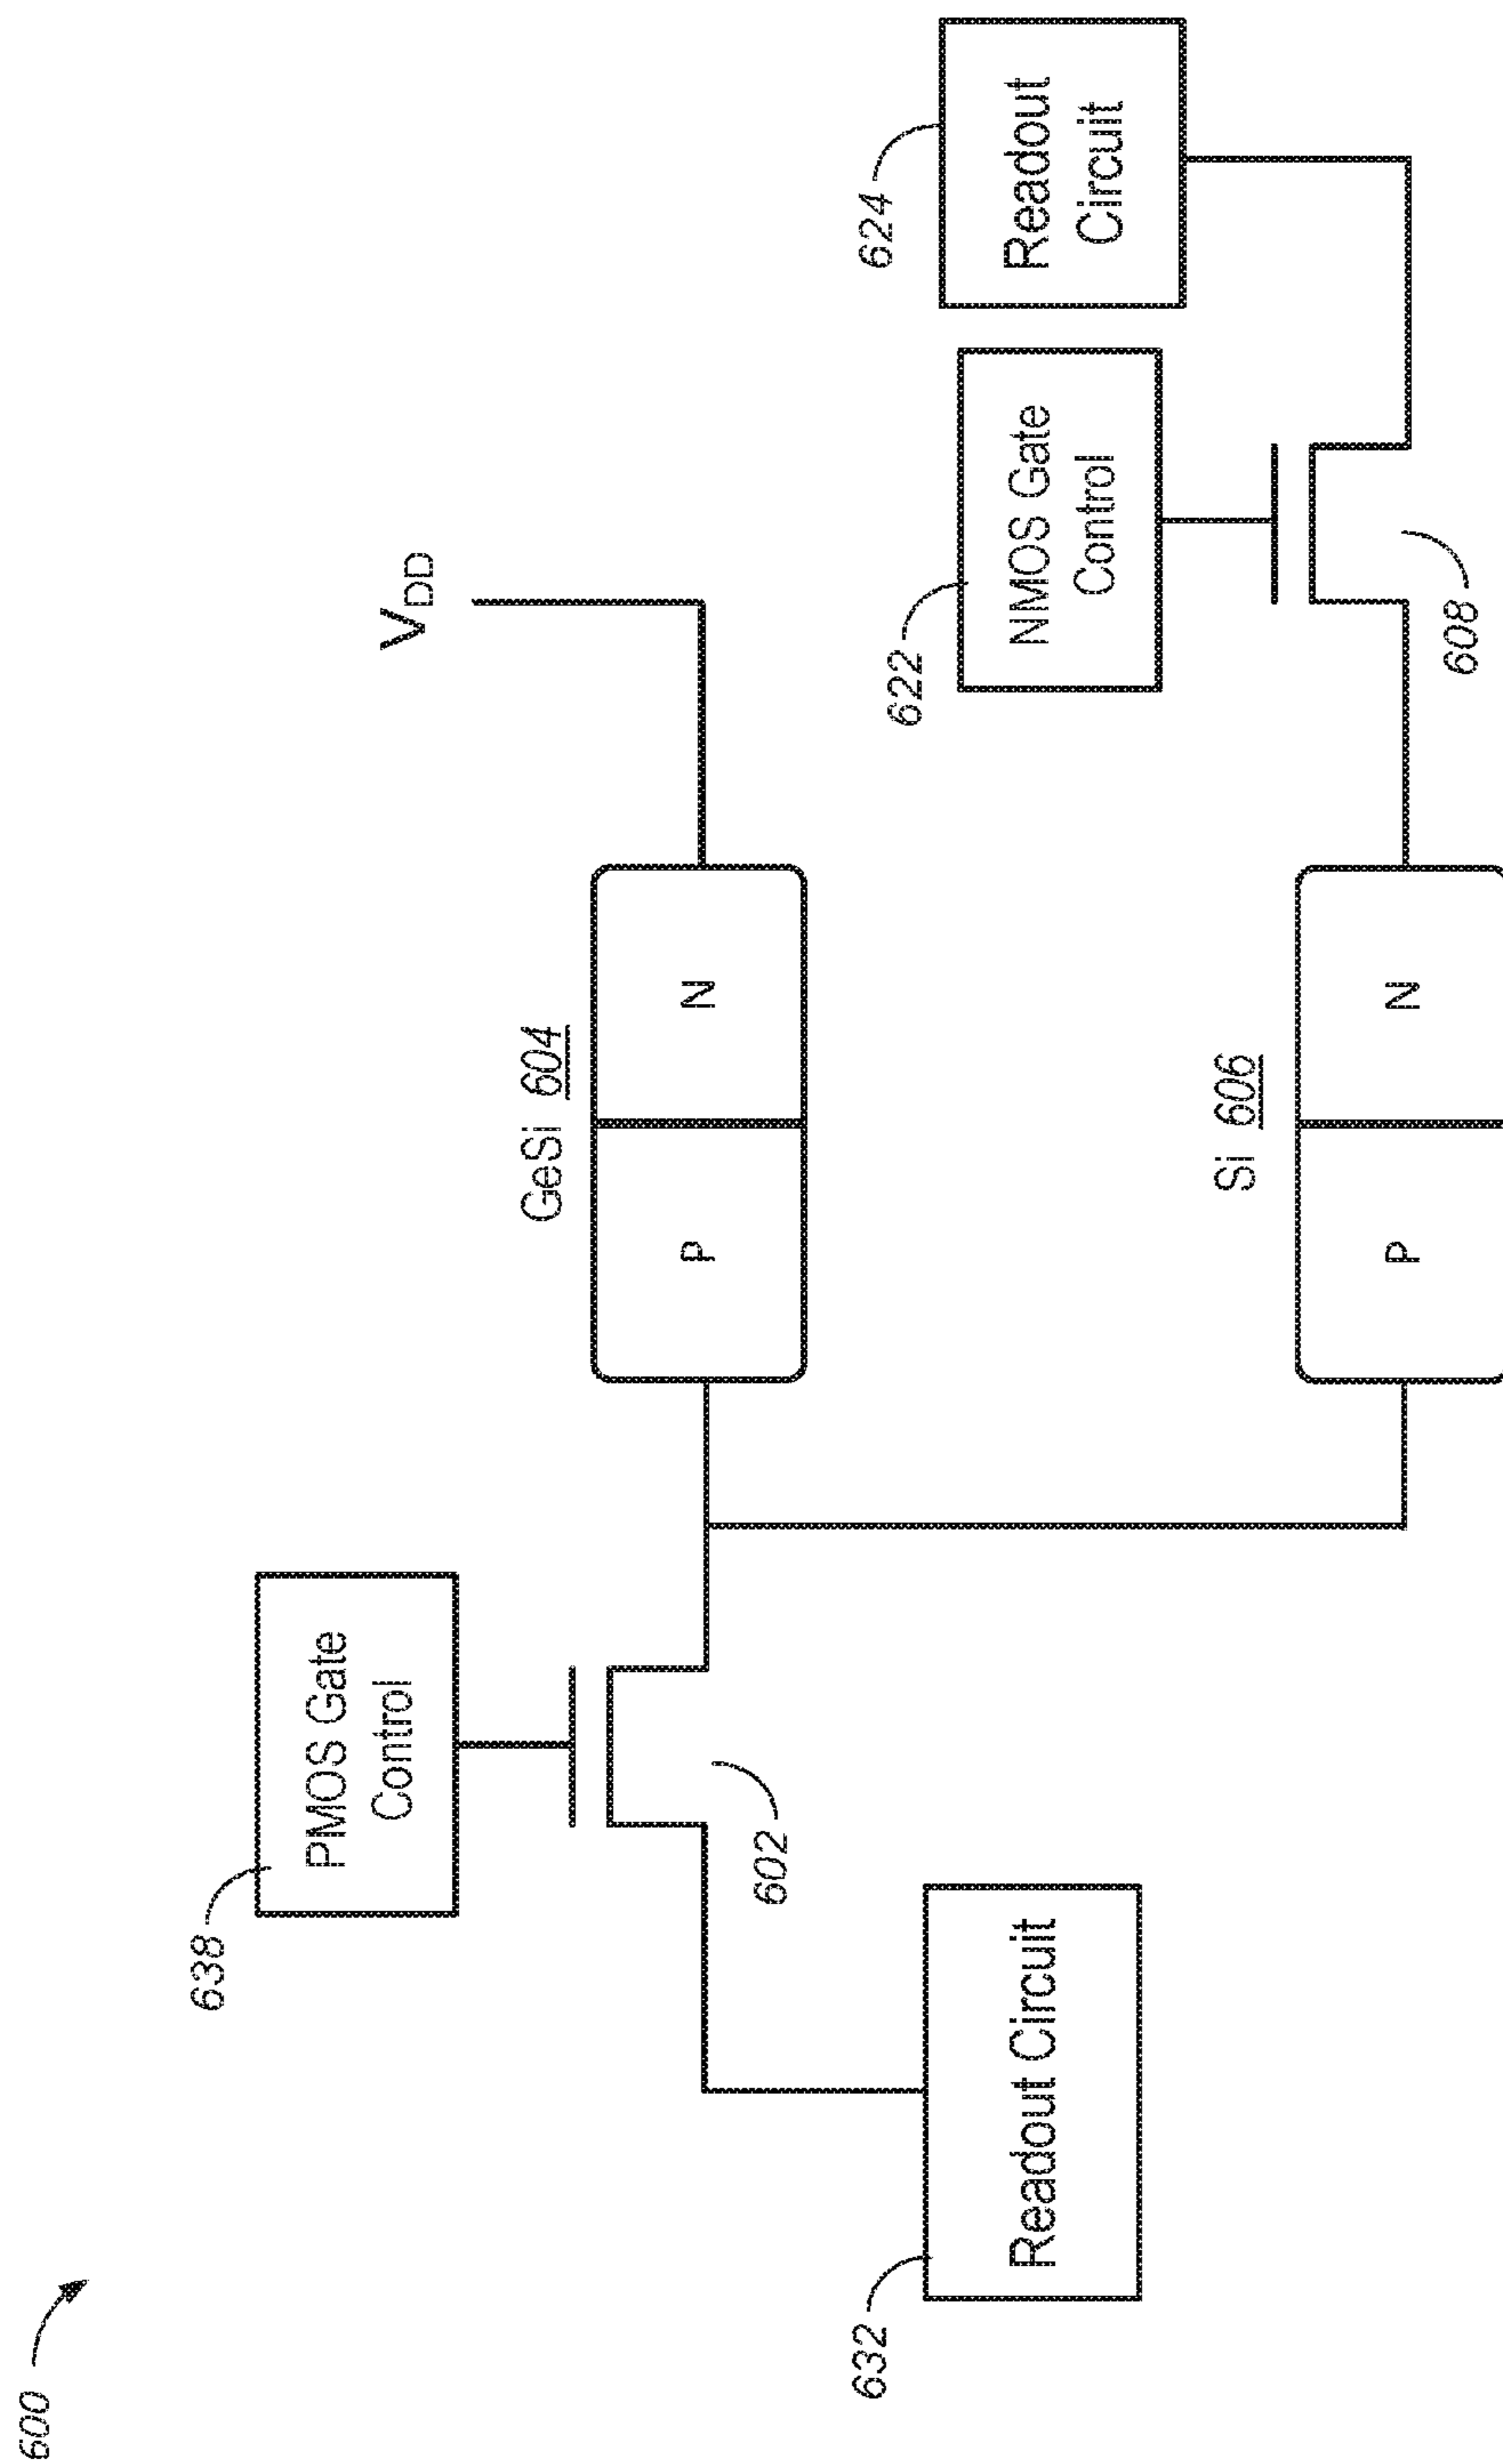 600
638
PMOS Gate
Control
602
632
Readout Circuit
V_DD
GeSi 604
P
N
Si 606
P
N
622
NMOS Gate
Control
608
624
Readout
Circuit